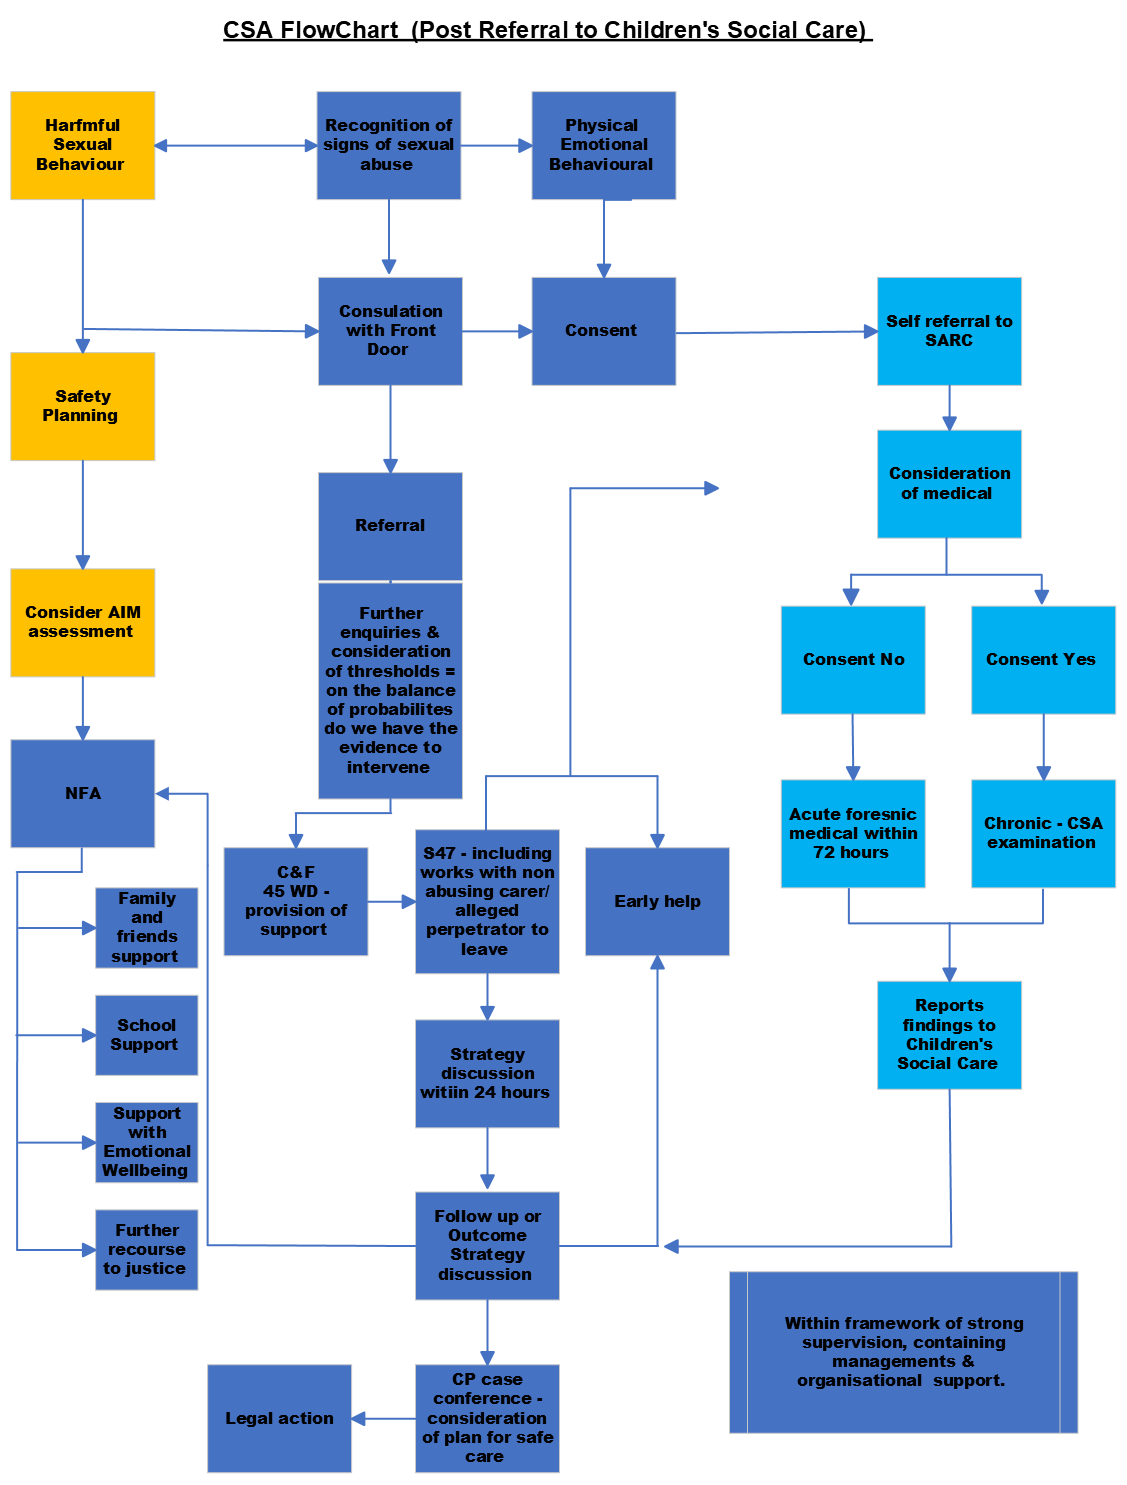 CSA FlowChart  (Post Referral to Children's Social Care)
Harfmful
Sexual
Behaviour
Recognition of
signs of sexual
abuse
Physical
Emotional
Behavioural
Consulation
with Front
Door
Consent
Self referral to
SARC
Safety
Planning
Consideration
of medical
Referral
Consider AIM
assessment
Further
enquiries &
consideration
of thresholds =
on the balance
of probabilites
do we have the
evidence to
intervene
Consent No
Consent Yes
NFA
Acute foresnic
medical within
72 hours
Chronic - CSA
examination
C&F
45 WD -
provision of
support
S47 - including
works with non
abusing carer/
alleged
perpetrator to
leave
Early help
Family
and
friends
support
School
Support
Support
with
Emotional
Wellbeing
Further
recourse
to justice
Strategy
discussion
witiin 24 hours
Reports
findings to
Children's
Social Care
Follow up or
Outcome
Strategy
discussion
Within framework of strong
supervision, containing
managements &
organisational  support.
Legal action
CP case
conference -
consideration
of plan for safe
care